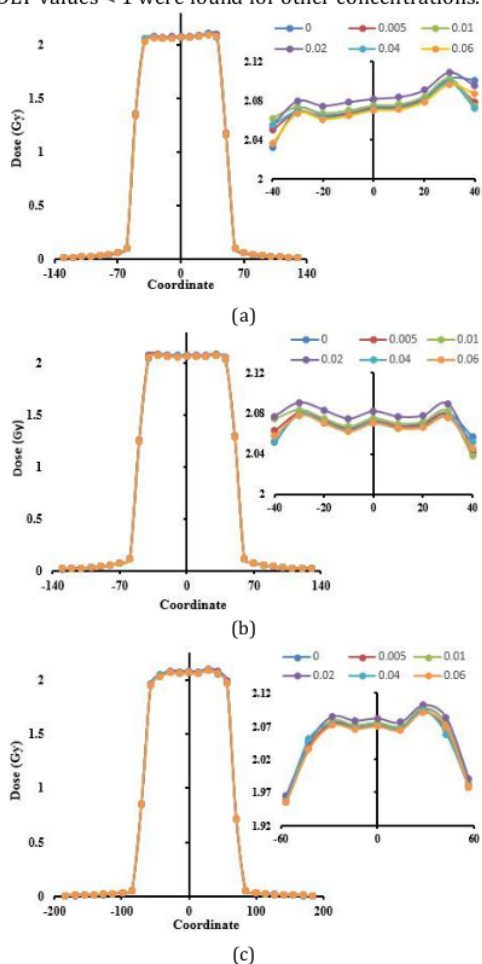 DEF values < 1 were found for other concentrations.
0 0.005 0.01
0.02 0.04 0.06
2.12
2.08
2.04
2
-40 -20 0 20 40
Dose (Gy)
2
1.5
1
0.5
0
-140 -70 0 70 140
Coordinate
(a)
0 0.005 0.01
0.02 0.04 0.06
2.12
2.08
2.04
2
-40 -20 0 20 40
Dose (Gy)
2
1.5
1
0.5
0
-140 -70 0 70 140
Coordinate
(b)
0 0.005 0.01
0.02 0.04 0.06
2.12
2.07
2.02
1.97
1.92
-60 0 60
Dose (Gy)
2
1.5
1
0.5
0
-200 -100 0 100 200
Coordinate
(c)